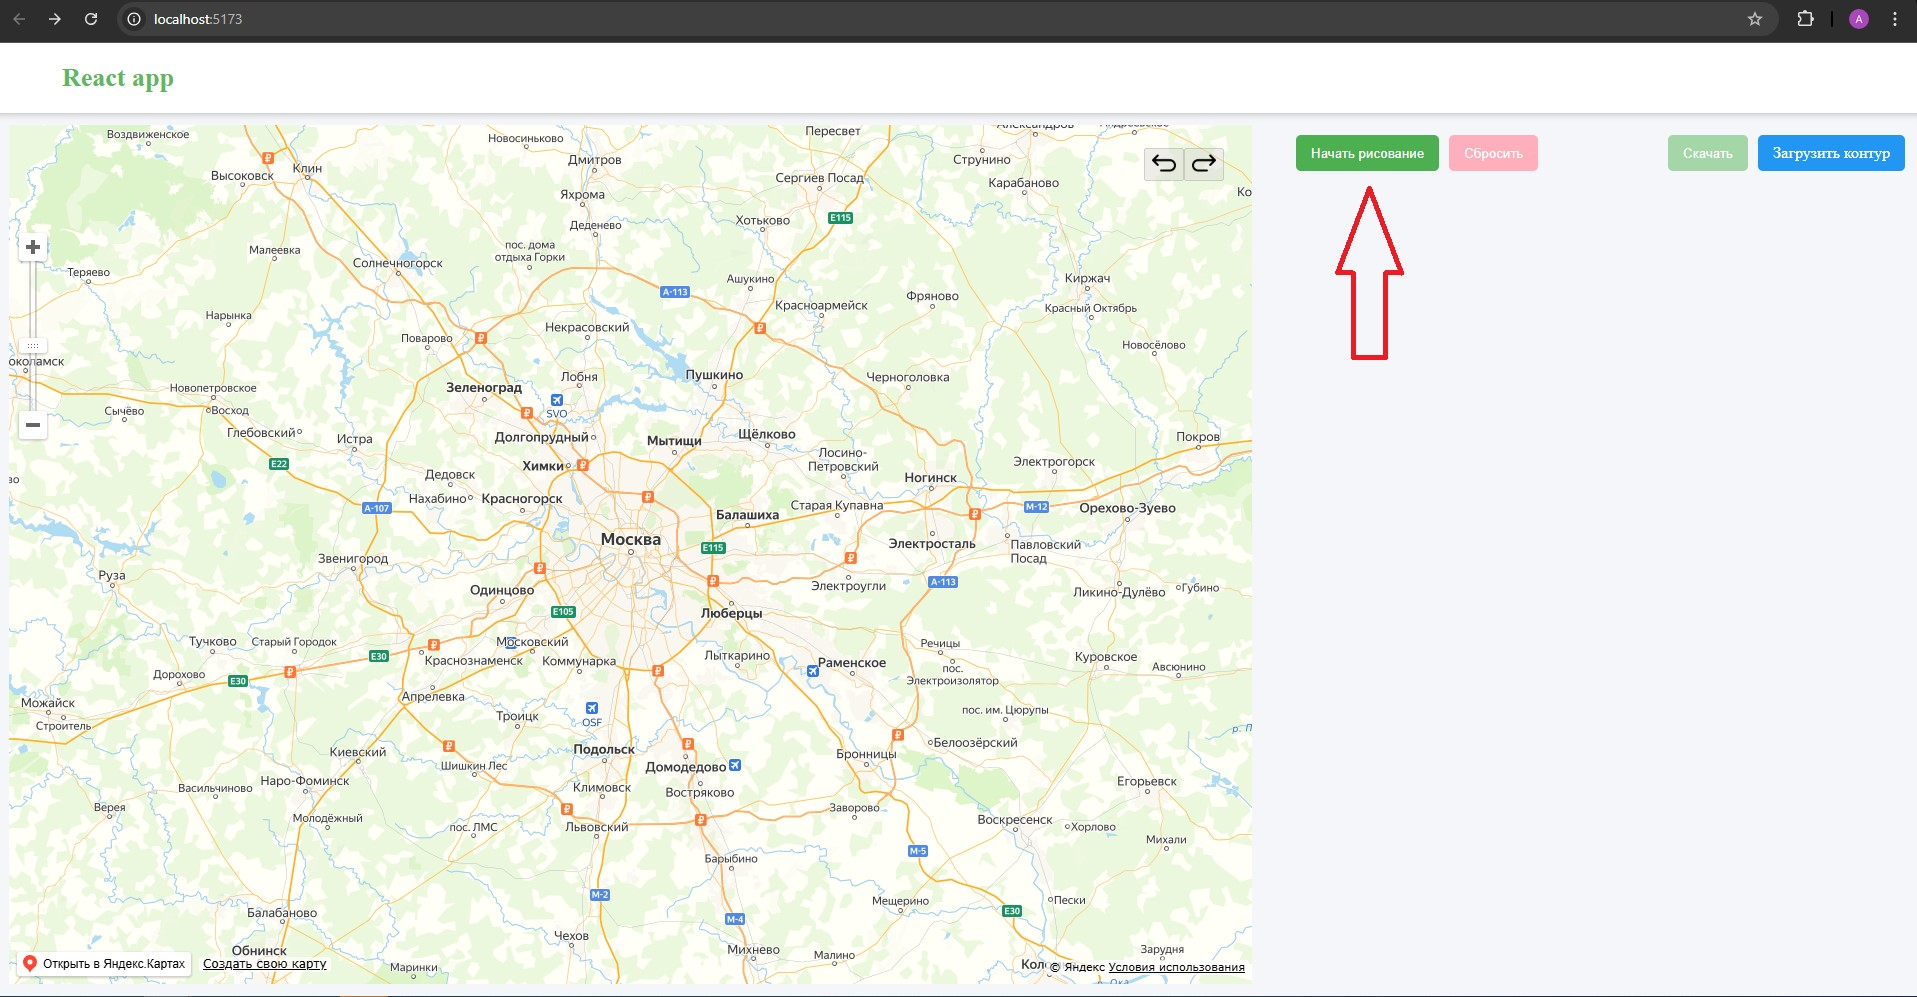 localhost:5173
A
React app
Начать рисование
Сбросить
Скачать
Загрузить контур
Воздвиженское
Новосиньково
Пересвет
Александров
Высоковск
Клин
Дмитров
Сергиев Посад
Струнино
Карабаново
Ко
Яхрома
Деденево
Хотьково
E115
Малеевка
пос. дома
отдыха Горки
Солнечногорск
Теряево
Ашукино
Киржач
А-113
Красноармейск
Фряново
Красный Октябрь
Нарынка
Некрасовский
Поварово
Новосёлово
околамск
Лобня
Пушкино
Черноголовка
Новопетровское
Зеленоград
Восход
Сычёво
SVO
Глебовский
Истра
Долгопрудный
Мытищи
Щёлково
Покров
E22
Химки
Лосино-
Петровский
Электрогорск
Дедовск
Ногинск
во
Нахабино
Красногорск
А-107
Старая Купавна
М-12
Орехово-Зуево
Балашиха
Москва
E115
Электросталь
Павловский
Посад
Звенигород
Руза
Одинцово
Электроугли
А-113
Ликино-Дулёво
Губино
E105
Люберцы
Тучково
Старый Городок
Московский
Речицы
E30
Краснознаменск
Коммунарка
Лыткарино
Раменское
Куровское
Авсюнино
Дорохово
E30
пос.
Электроизолятор
Можайск
Апрелевка
Строитель
Троицк
OSF
пос. им. Цюрупы
р. П
Киевский
Подольск
Белоозёрский
Бронницы
Шишкин Лес
Домодедово
Наро-Фоминск
Васильчиново
Климовск
Востряково
Егорьевск
Верея
Заворово
Молодёжный
пос. ЛМС
Львовский
Воскресенск
Хорлово
Михали
Барыбино
М-5
М-2
Мещерино
Пески
E30
Балабаново
М-4
Чехов
Обнинск
Михнево
Малино
Зарудня
Маринки
Коло
Ока
Открыть в Яндекс.Картах
Создать свою карту
© Яндекс Условия использования